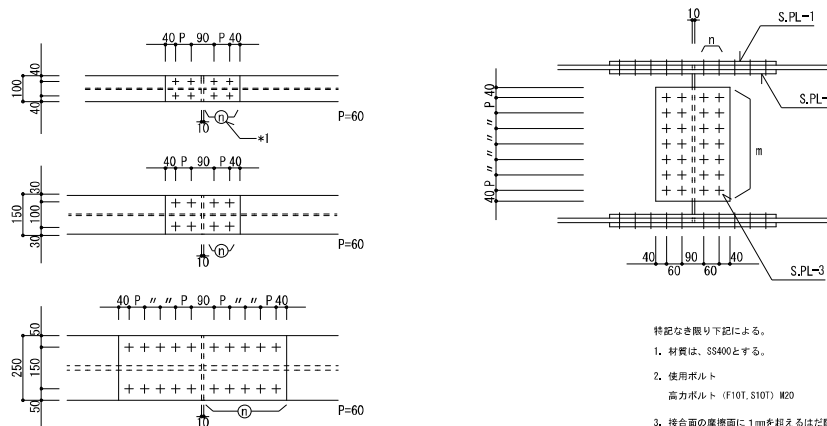 40 P 90 P 40
100
40
40
10
n
*1
P=60
40 P 90 P 40
150
30
100
30
10
n
P=60
40 P 〃 〃 P 90 P 〃 〃 P 40
250
50
150
50
10
n
P=60
10
n
S.PL-1
S.PL-
40
P
〃
〃
〃
〃
P
40
m
40 90 40
60 60
S.PL-3
特記なき限り下記による。
1. 材質は、SS400とする。
2. 使用ボルト
高力ボルト（F10T,S10T）M20
3. 接合面の摩擦面に1mmを超えるはだ